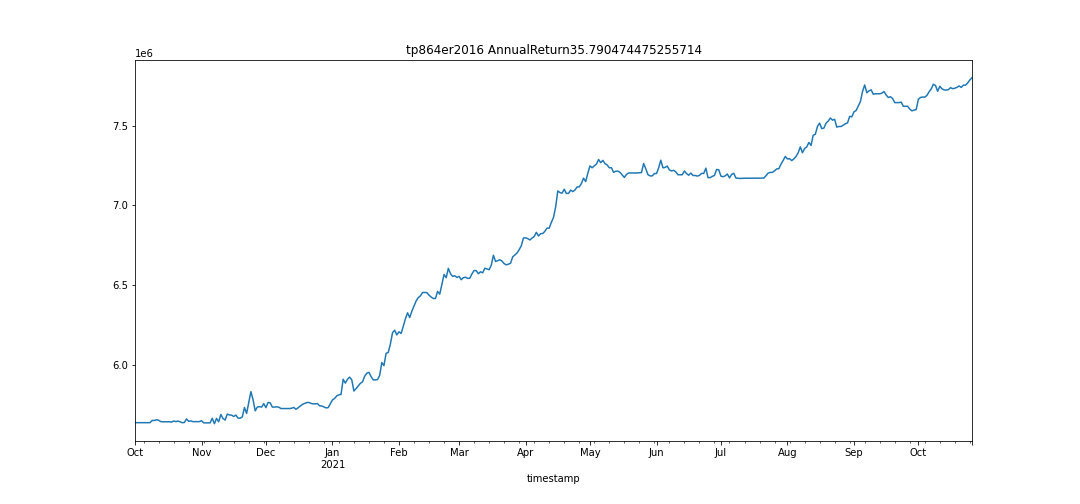 tp864er2016 AnnualReturn35.790474475255714
1e6
7.5
7.0
6.5
6.0
Oct Nov Dec Jan Feb Mar Apr May Jun Jul Aug Sep Oct
2021
timestamp